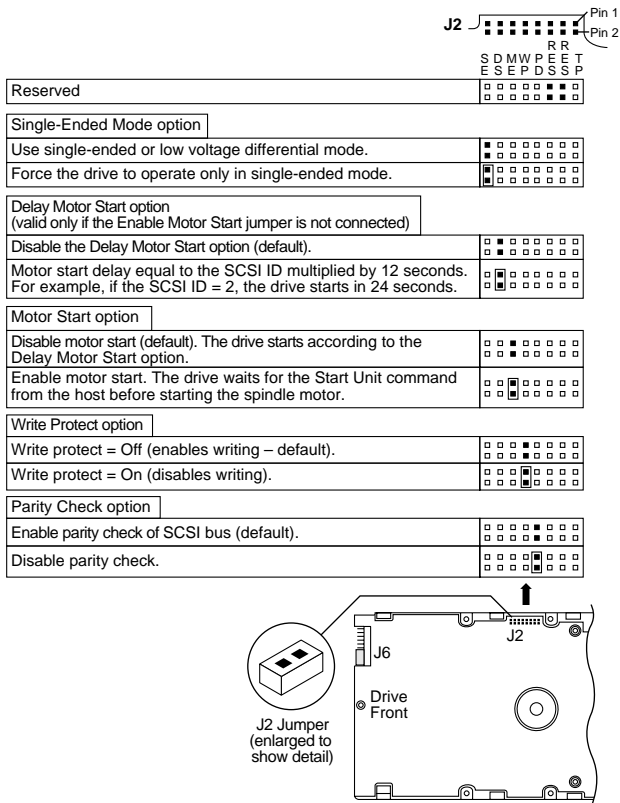 J2
Pin 1
Pin 2
R R
S D M W P E E T
E S E P D S S P
Reserved
Single-Ended Mode option
Use single-ended or low voltage differential mode.
Force the drive to operate only in single-ended mode.
Delay Motor Start option
(valid only if the Enable Motor Start jumper is not connected)
Disable the Delay Motor Start option (default).
Motor start delay equal to the SCSI ID multiplied by 12 seconds.
For example, if the SCSI ID = 2, the drive starts in 24 seconds.
Motor Start option
Disable motor start (default). The drive starts according to the
Delay Motor Start option.
Enable motor start. The drive waits for the Start Unit command
from the host before starting the spindle motor.
Write Protect option
Write protect = Off (enables writing – default).
Write protect = On (disables writing).
Parity Check option
Enable parity check of SCSI bus (default).
Disable parity check.
J2
J6
Drive
Front
J2 Jumper
(enlarged to
show detail)